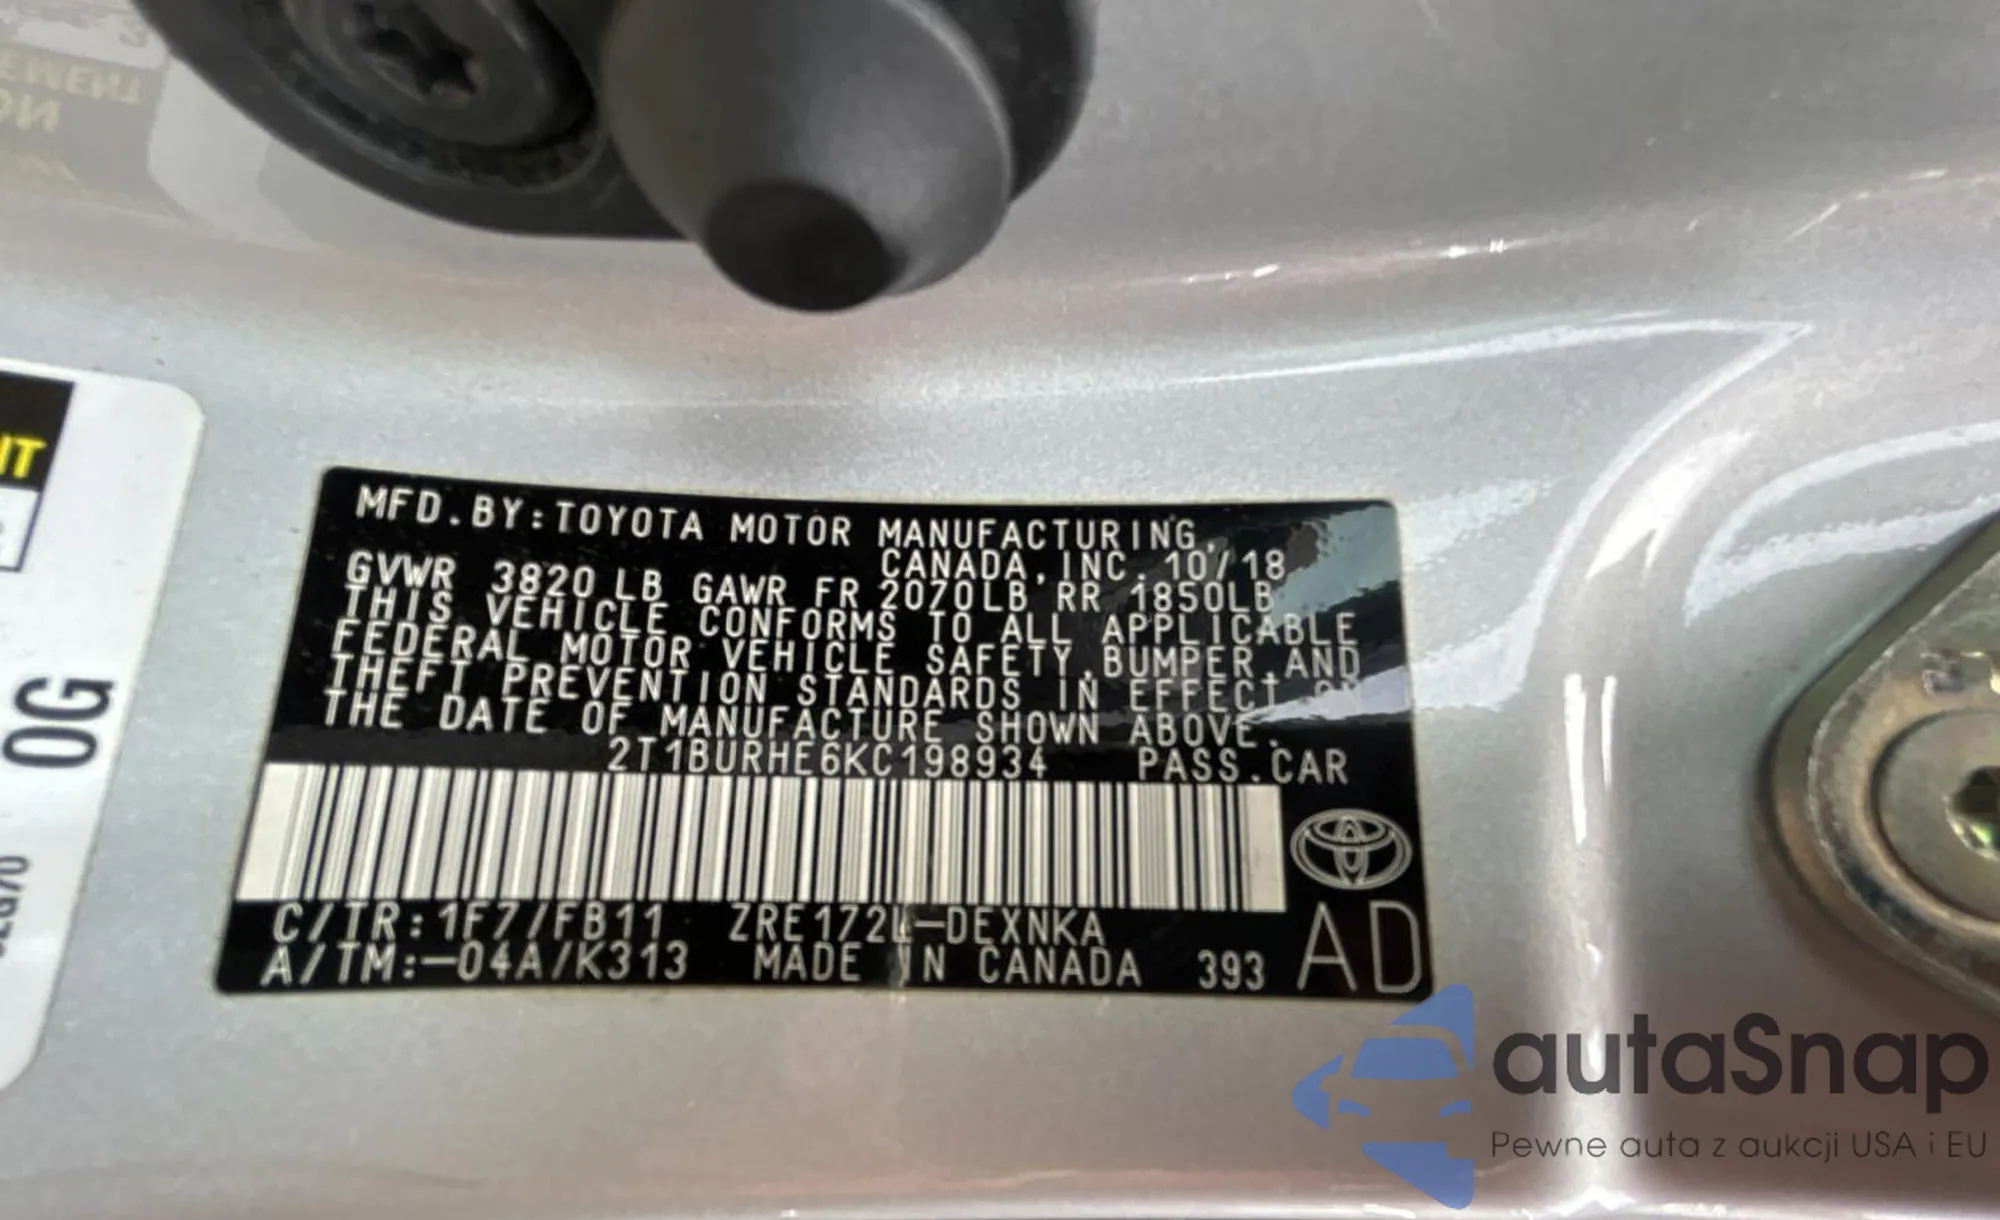 MFD.BY:TOYOTA MOTOR MANUFACTURING,
CANADA, INC. 10/18
GVWR 3820 LB GAWR FR 2070LB RR 1850LB
THIS VEHICLE CONFORMS TO ALL APPLICABLE
FEDERAL MOTOR VEHICLE SAFETY,BUMPER,AND
THEFT PREVENTION STANDARDS IN EFFECT ON
THE DATE OF MANUFACTURE SHOWN ABOVE.
2T1BURHE6KC198934 PASS.CAR
C/TR:1F7/FB11 ZRE172L-DEXNKA
A/TM:-04A/K313 MADE IN CANADA 393
AD
0G
autaSnap
Pewne auta z aukcji USA i EU